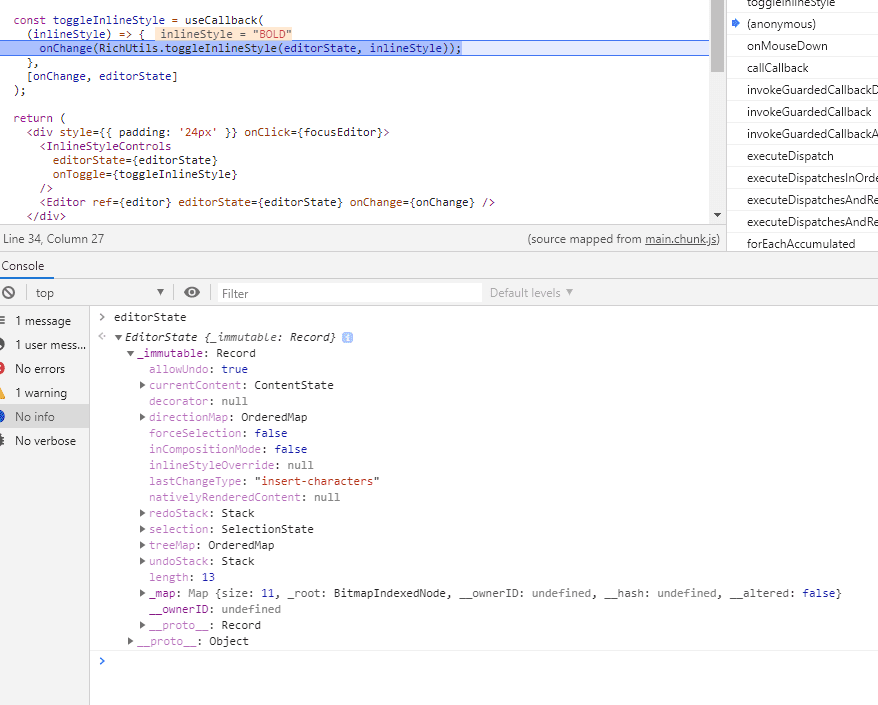 const toggleInlineStyle = useCallback(
(inlineStyle) => { inlineStyle = "BOLD"
onChange(RichUtils.toggleInlineStyle(editorState, inlineStyle));
},
[onChange, editorState]
);
return (
<div style={{ padding: '24px' }} onClick={focusEditor}>
<InlineStyleControls
editorState={editorState}
onToggle={toggleInlineStyle}
/>
<Editor ref={editor} editorState={editorState} onChange={onChange} />
</div>
Line 34, Column 27
(source mapped from main.chunk.js)
toggleInlineStyle
(anonymous)
onMouseDown
callCallback
invokeGuardedCallbackD
invokeGuardedCallback
invokeGuardedCallbackA
executeDispatch
executeDispatchesInOrde
executeDispatchesAndRe
executeDispatchesAndRe
forEachAccumulated
Console
top
Filter
Default levels
1 message
1 user mess...
No errors
1 warning
No info
No verbose
editorState
EditorState {_immutable: Record}
_immutable: Record
allowUndo: true
currentContent: ContentState
decorator: null
directionMap: OrderedMap
forceSelection: false
inCompositionMode: false
inlineStyleOverride: null
lastChangeType: "insert-characters"
nativelyRenderedContent: null
redoStack: Stack
selection: SelectionState
treeMap: OrderedMap
undoStack: Stack
length: 13
_map: Map {size: 11, _root: BitmapIndexedNode, __ownerID: undefined, __hash: undefined, __altered: false}
__ownerID: undefined
__proto__: Record
__proto__: Object